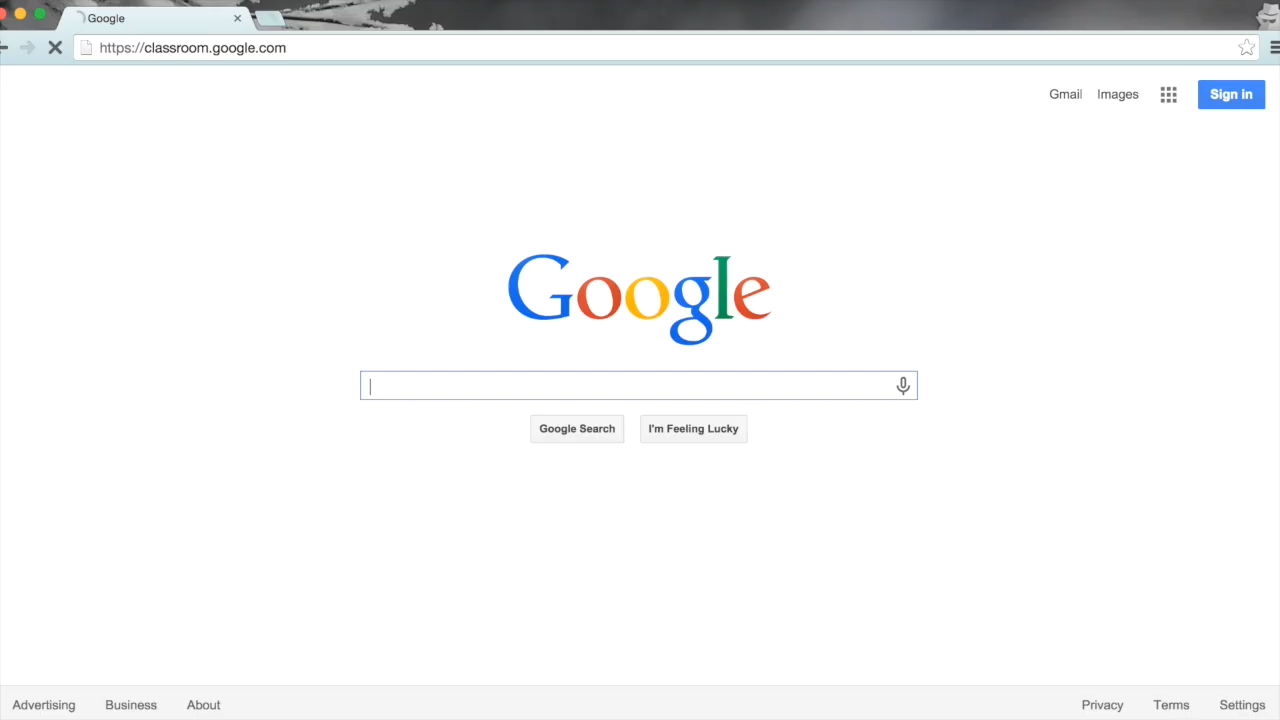 Google
https://classroom.google.com
Gmail Images Sign in
Google
Google Search I'm Feeling Lucky
Advertising Business About Privacy Terms Settings